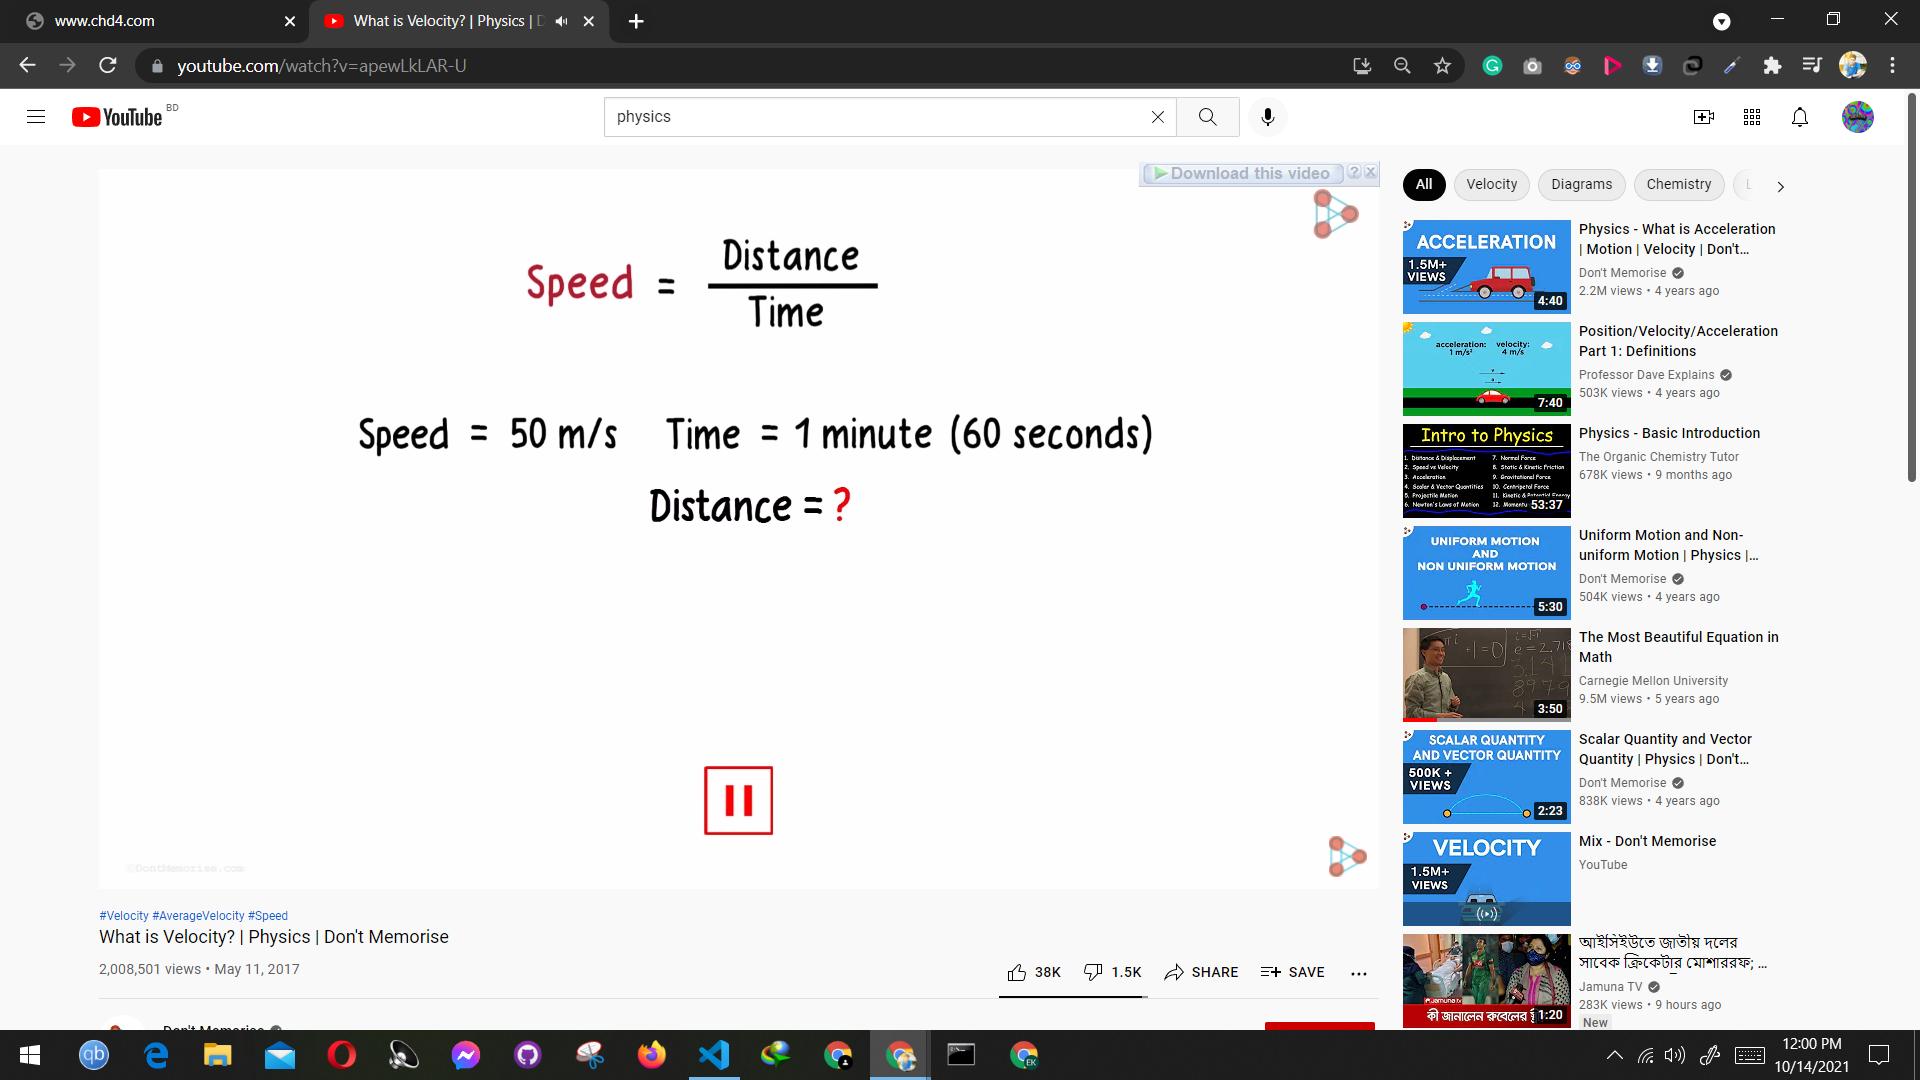 www.chd4.com
What is Velocity? | Physics | D
youtube.com/watch?v=apewLkLAR-U
YouTube BD
physics
Download this video
Speed = Distance
Time
Speed = 50 m/s Time = 1 minute (60 seconds)
Distance = ?
©DontMemorise.com
#Velocity #AverageVelocity #Speed
What is Velocity? | Physics | Don't Memorise
2,008,501 views • May 11, 2017
38K 1.5K SHARE SAVE
Don't Memorise
All Velocity Diagrams Chemistry
ACCELERATION
1.5M+
VIEWS
4:40
Physics - What is Acceleration
| Motion | Velocity | Don't...
Don't Memorise
2.2M views • 4 years ago
acceleration: velocity:
1 m/s² 4 m/s
7:40
Position/Velocity/Acceleration
Part 1: Definitions
Professor Dave Explains
503K views • 4 years ago
Intro to Physics
1. Distance & Displacement 7. Normal Force
2. Speed vs Velocity 8. Static & Kinetic Friction
3. Acceleration 9. Gravitational Force
4. Scalar & Vector Quantities 10. Centripetal Force
5. Projectile Motion 11. Kinetic & Potential Energy
6. Newton's Laws of Motion 12. Momentu
53:37
Physics - Basic Introduction
The Organic Chemistry Tutor
678K views • 9 months ago
UNIFORM MOTION
AND
NON UNIFORM MOTION
5:30
Uniform Motion and Non-
uniform Motion | Physics |...
Don't Memorise
504K views • 4 years ago
3:50
The Most Beautiful Equation in
Math
Carnegie Mellon University
9.5M views • 5 years ago
SCALAR QUANTITY
AND VECTOR QUANTITY
500K +
VIEWS
2:23
Scalar Quantity and Vector
Quantity | Physics | Don't...
Don't Memorise
838K views • 4 years ago
VELOCITY
1.5M+
VIEWS
Mix - Don't Memorise
YouTube
Jamuna TV
কী জানালেন রুবেলের
1:20
আইসিইউতে জাতীয় দলের
সাবেক ক্রিকেটার মোশাররফ; ...
Jamuna TV
283K views • 9 hours ago
New
12:00 PM
10/14/2021